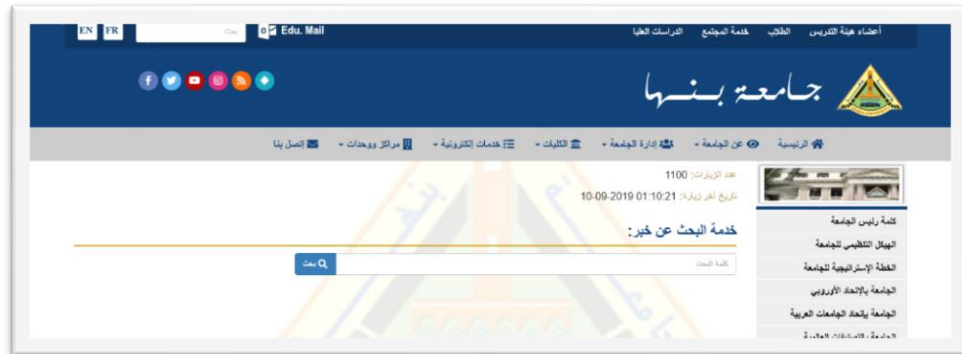 أعضاء هيئة التدريس الطلاب خدمة المجتمع الدراسات العليا Edu. Mail بحث FR EN
جامعة بنها
الرئيسية عن الجامعة إدارة الجامعة الكليات خدمات إلكترونية مراكز ووحدات إتصل بنا
عدد الزيارات: 1100
تاريخ أخر زيارة: 10-09-2019 01:10:21
خدمة البحث عن خبر:
كلمة البحث بحث
كلمة رئيس الجامعة
الهيكل التنظيمي للجامعة
الخطة الإستراتيجية للجامعة
الجامعة بالإتحاد الأوروبي
الجامعة بإتحاد الجامعات العربية